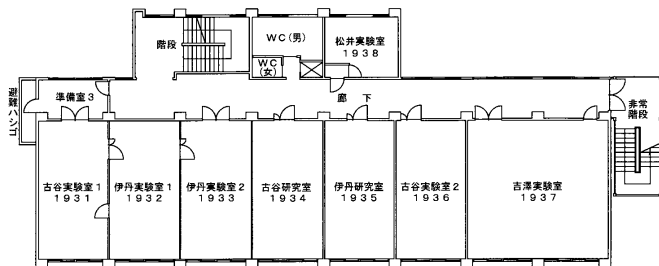 階段
WC(男)
WC
(女)
松井実験室
1938
避難ハシゴ
準備室3
廊下
非常
階段
古谷実験室1
1931
伊丹実験室1
1932
伊丹実験室2
1933
古谷研究室
1934
伊丹研究室
1935
古谷実験室2
1936
吉澤実験室
1937